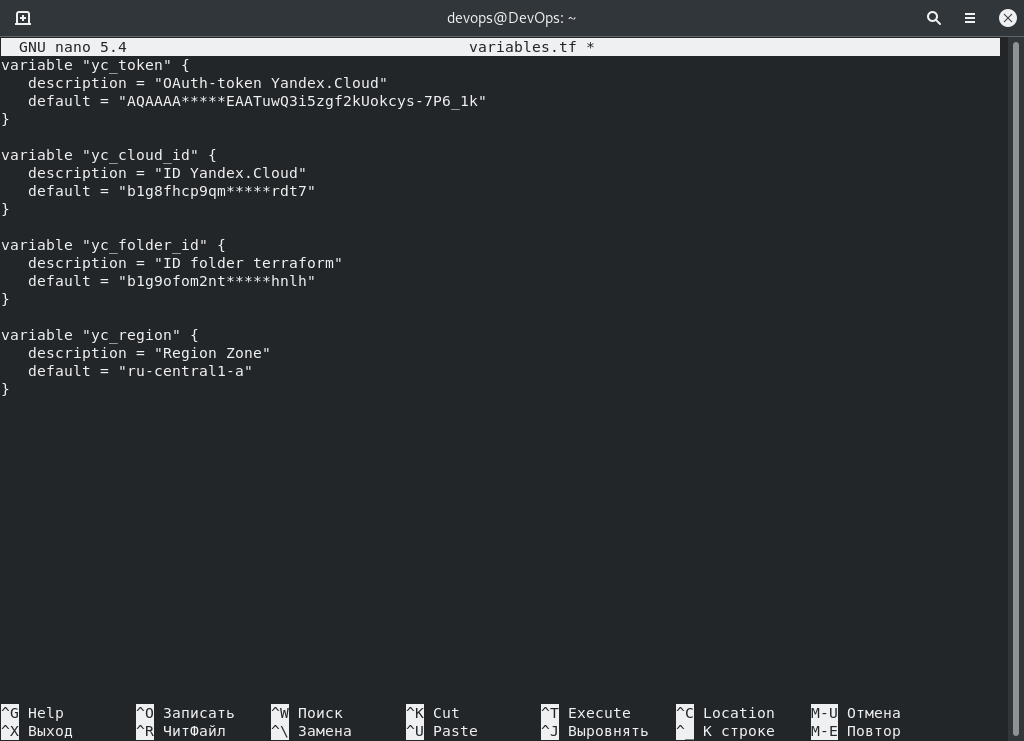 devops@DevOps: ~
GNU nano 5.4 variables.tf *
variable "yc_token" {
   description = "OAuth-token Yandex.Cloud"
   default = "AQAAAA*****EAATuwQ3i5zgf2kUokcys-7P6_1k"
}
variable "yc_cloud_id" {
   description = "ID Yandex.Cloud"
   default = "b1g8fhcp9qm*****rdt7"
}
variable "yc_folder_id" {
   description = "ID folder terraform"
   default = "b1g9ofom2nt*****hnlh"
}
variable "yc_region" {
   description = "Region Zone"
   default = "ru-central1-a"
}
^G Help ^O Записать ^W Поиск ^K Cut ^T Execute ^C Location M-U Отмена
^X Выход ^R ЧитФайл ^\ Замена ^U Paste ^J Выровнять ^_ К строке M-E Повтор